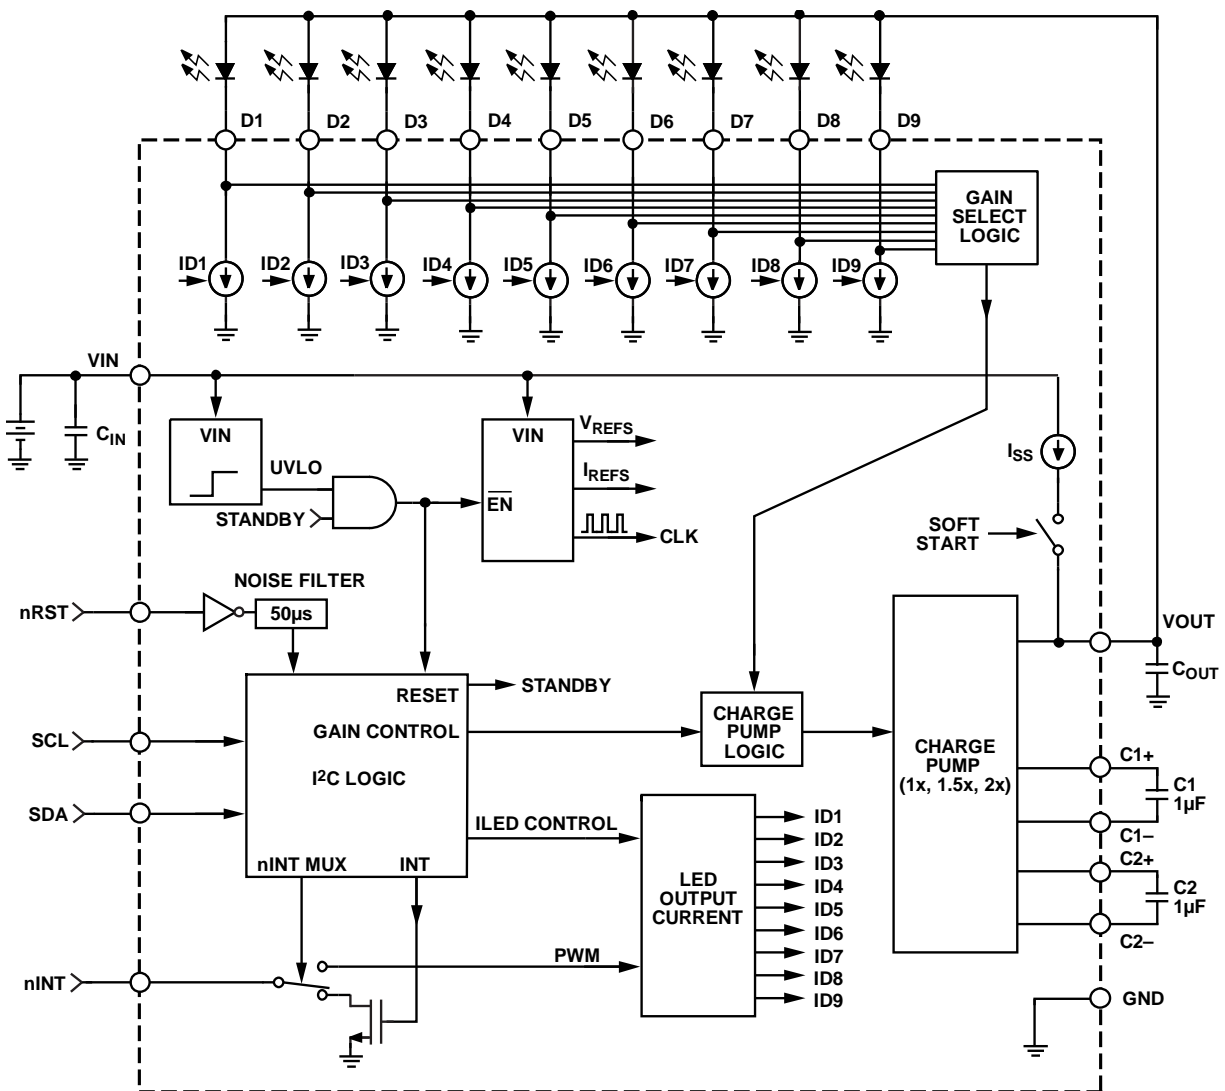 D1 D2 D3 D4 D5 D6 D7 D8 D9
GAIN
SELECT
LOGIC
ID1 ID2 ID3 ID4 ID5 ID6 ID7 ID8 ID9
VIN
CIN
VIN
UVLO
STANDBY
VIN
EN
VREFS
IREFS
CLK
ISS
SOFT
START
NOISE FILTER
nRST
50µs
VOUT
COUT
RESET
STANDBY
GAIN CONTROL
I2C LOGIC
SCL
SDA
CHARGE
PUMP
LOGIC
CHARGE
PUMP
(1x, 1.5x, 2x)
C1+
C1
1µF
C1–
C2+
C2
1µF
C2–
ILED CONTROL
nINT MUX
INT
LED
OUTPUT
CURRENT
ID1
ID2
ID3
ID4
ID5
ID6
ID7
ID8
ID9
PWM
nINT
GND